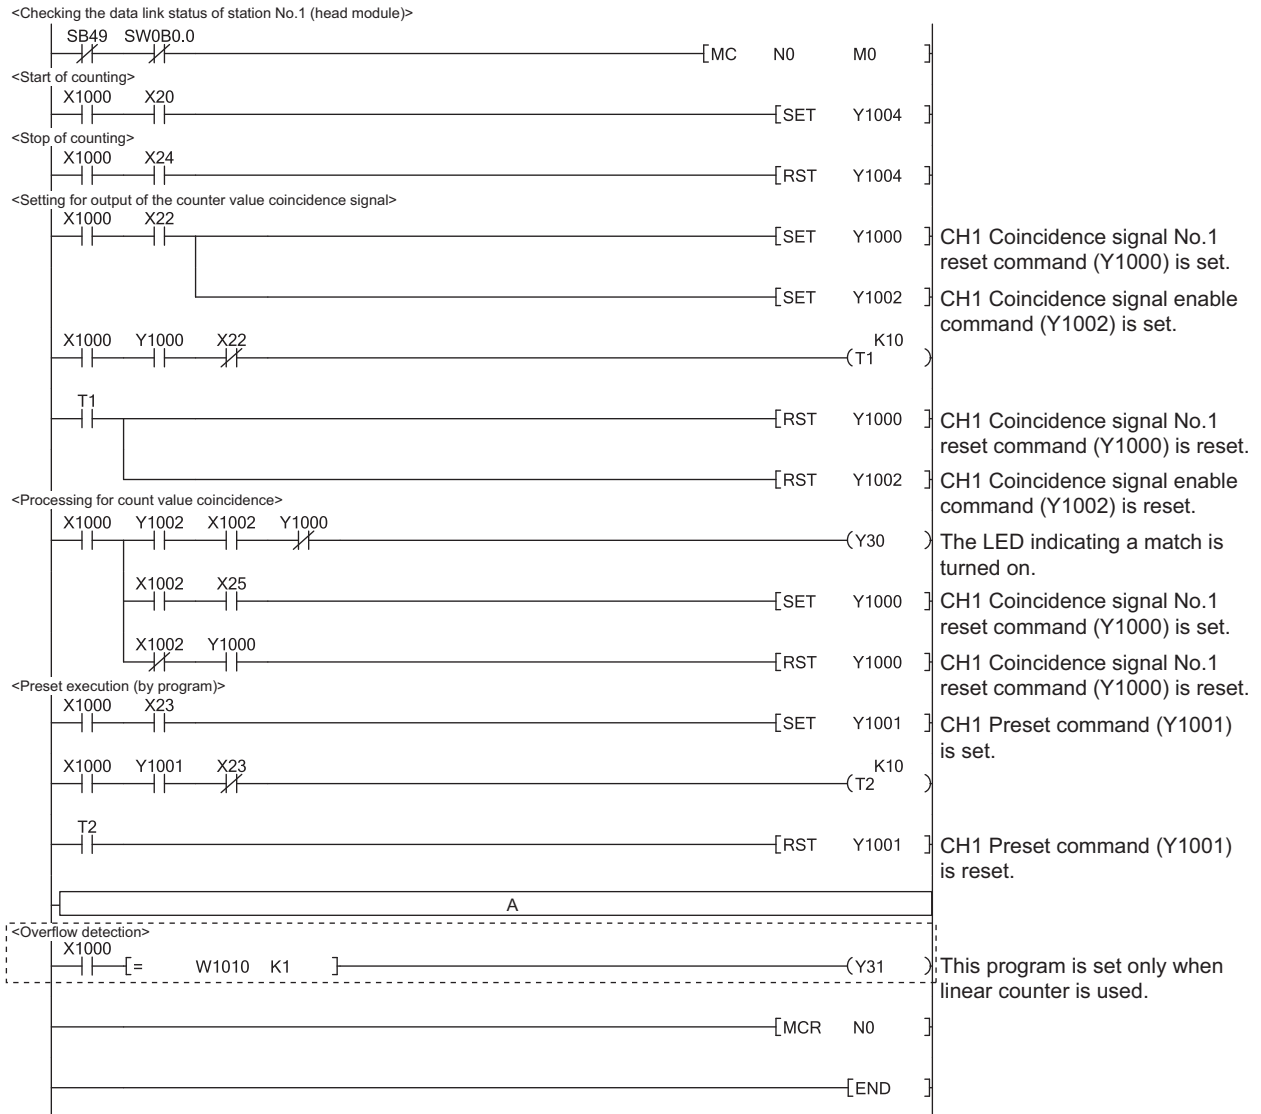 <Checking the data link status of station No.1 (head module)>
SB49 SW0B0.0
[MC N0 M0 ]
<Start of counting>
X1000 X20
[SET Y1004 ]
<Stop of counting>
X1000 X24
[RST Y1004 ]
<Setting for output of the counter value coincidence signal>
X1000 X22
[SET Y1000 ] CH1 Coincidence signal No.1
reset command (Y1000) is set.
[SET Y1002 ] CH1 Coincidence signal enable
command (Y1002) is set.
X1000 Y1000 X22 K10
(T1 )
T1
[RST Y1000 ] CH1 Coincidence signal No.1
reset command (Y1000) is reset.
[RST Y1002 ] CH1 Coincidence signal enable
command (Y1002) is reset.
<Processing for count value coincidence>
X1000 Y1002 X1002 Y1000
(Y30 ) The LED indicating a match is
turned on.
X1002 X25
[SET Y1000 ] CH1 Coincidence signal No.1
reset command (Y1000) is set.
X1002 Y1000
[RST Y1000 ] CH1 Coincidence signal No.1
reset command (Y1000) is reset.
<Preset execution (by program)>
X1000 X23
[SET Y1001 ] CH1 Preset command (Y1001)
is set.
X1000 Y1001 X23 K10
(T2 )
T2
[RST Y1001 ] CH1 Preset command (Y1001)
is reset.
A
<Overflow detection>
X1000
[= W1010 K1 ] (Y31 ) This program is set only when
linear counter is used.
[MCR N0 ]
[END ]